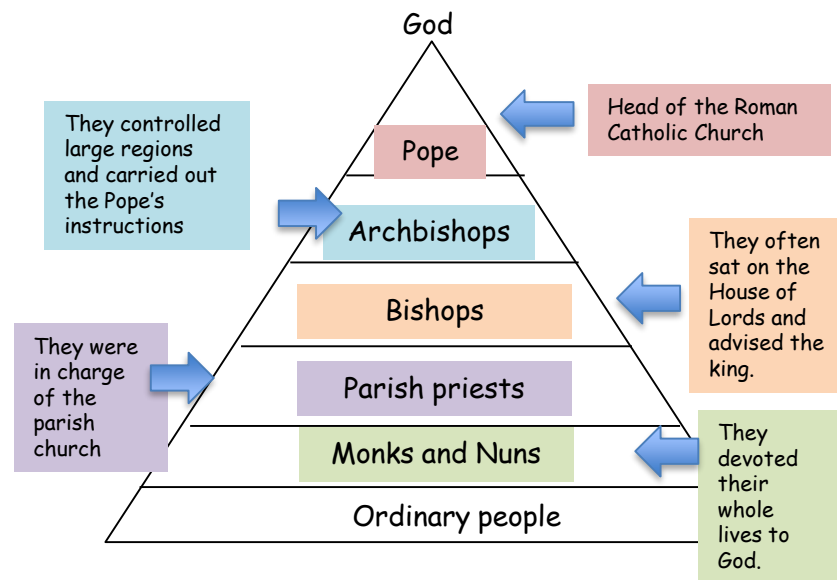 God
Head of the Roman
Catholic Church
They controlled
large regions
and carried out
the Pope's
instructions
Pope
Archbishops
They often
sat on the
House of
Lords and
advised the
king.
Bishops
They were
in charge
of the
parish
church
Parish priests
Monks and Nuns
They
devoted
their
whole
lives to
God.
Ordinary people